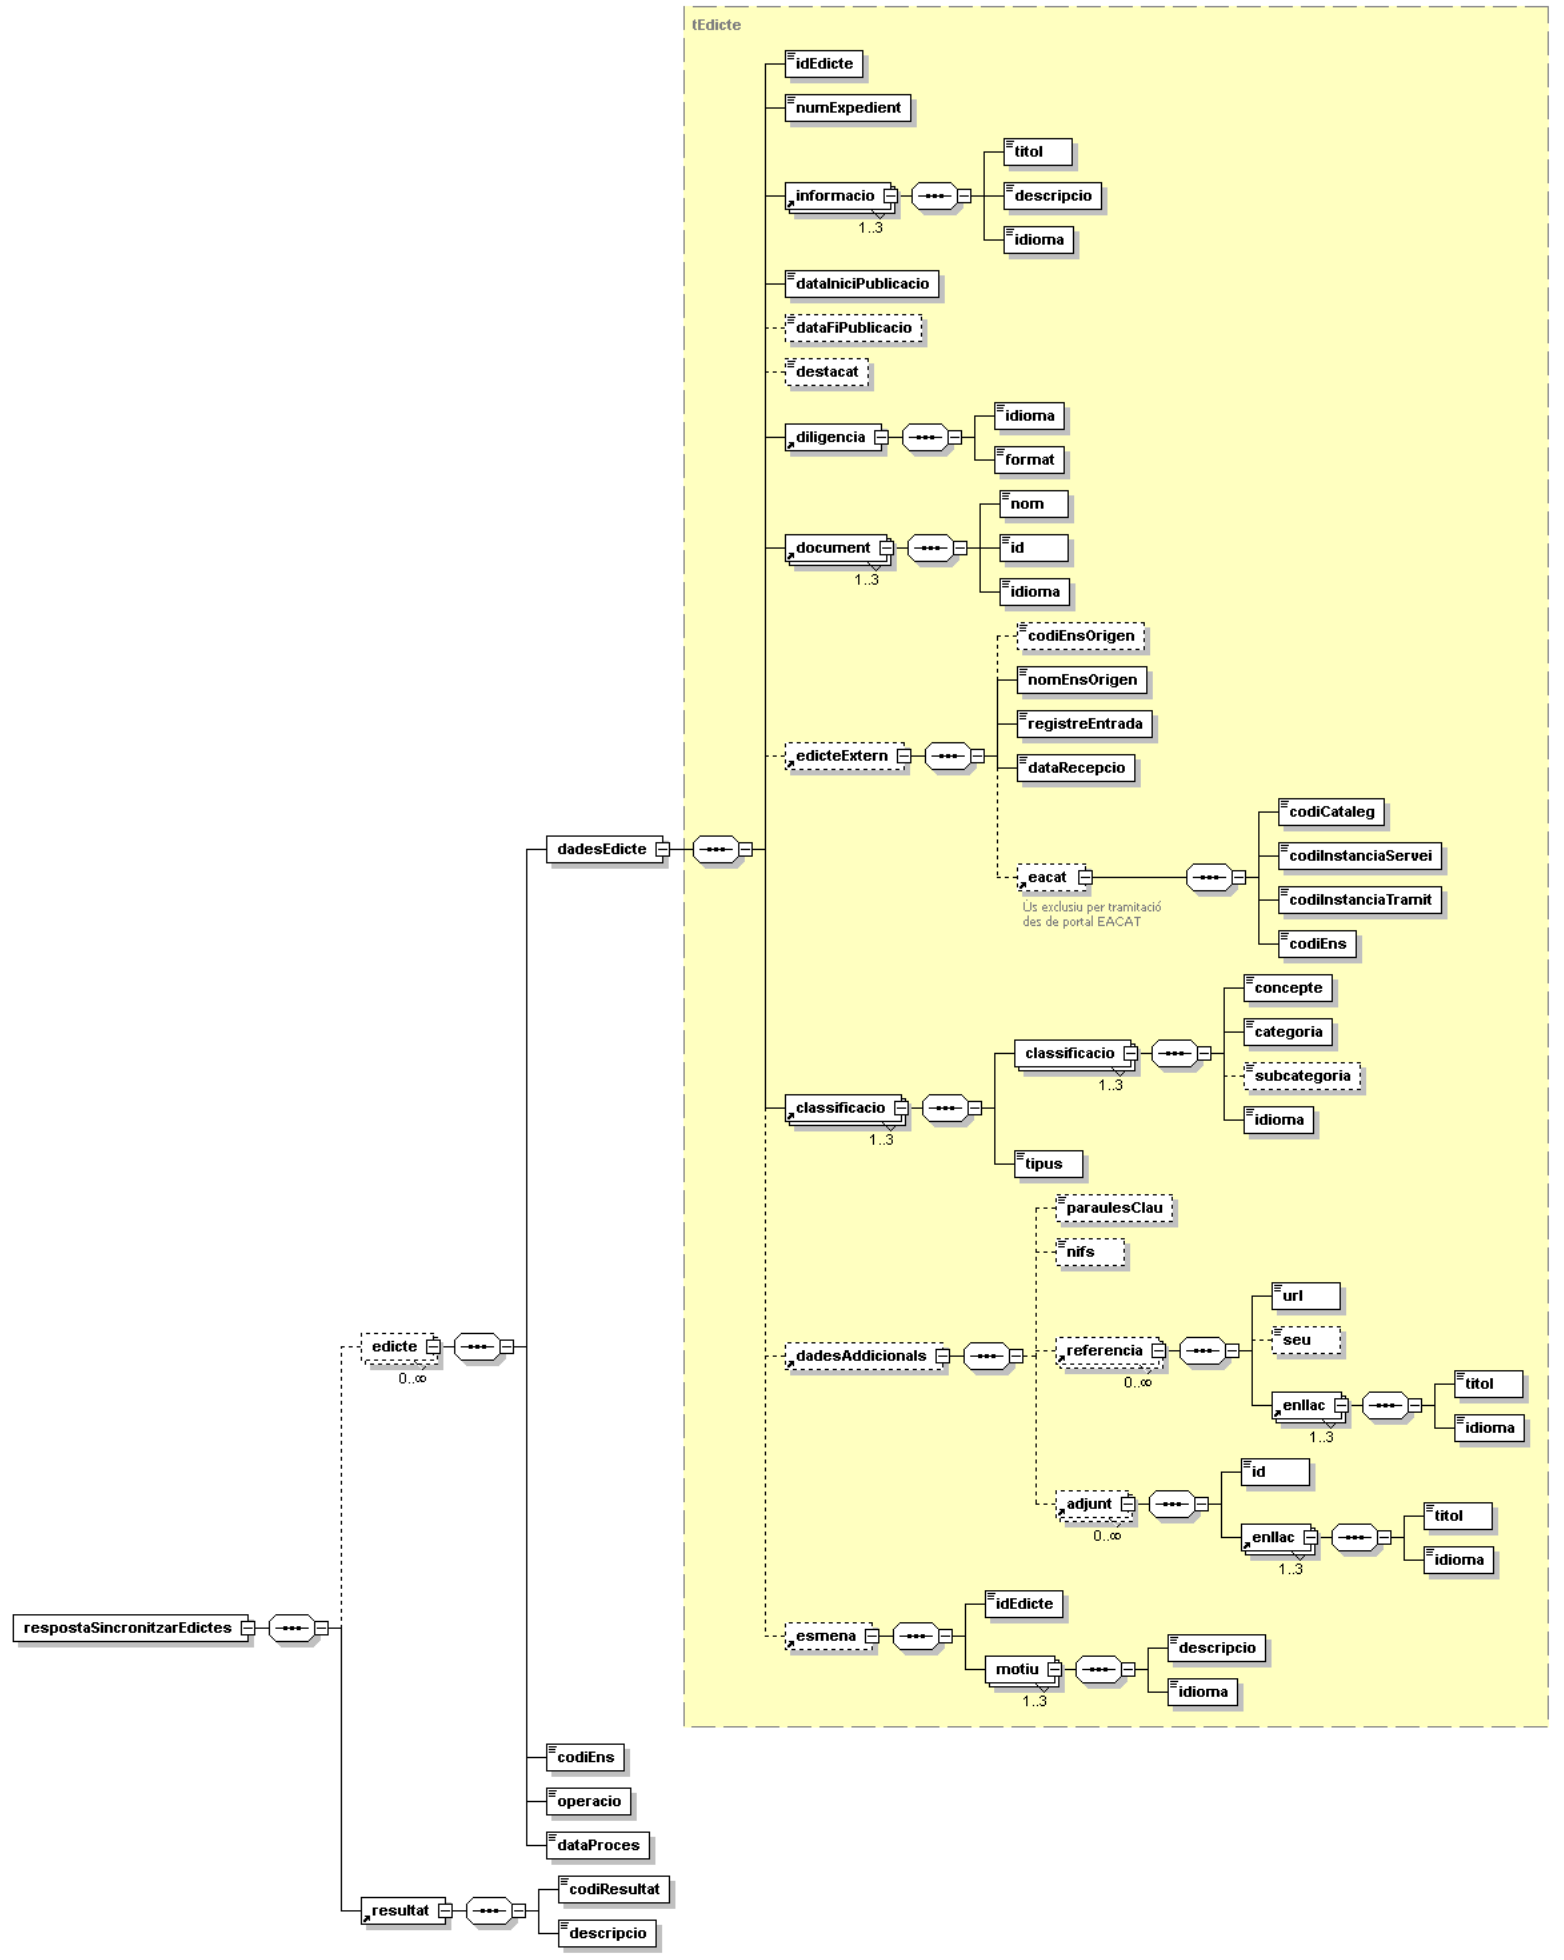 tEdicte
idEdicte
numExpedient
informacio
1..3
titol
descripcio
idioma
dataIniciPublicacio
dataFiPublicacio
destacat
diligencia
idioma
format
document
1..3
nom
id
idioma
edicteExtern
codiEnsOrigen
nomEnsOrigen
registreEntrada
dataRecepcio
eacat
Ús exclusiu per tramitació
des de portal EACAT
codiCataleg
codiInstanciaServei
codiInstanciaTramit
codiEns
dadesEdicte
classificacio
1..3
classificacio
1..3
concepte
categoria
subcategoria
idioma
tipus
dadesAddicionals
paraulesClau
nifs
referencia
0..∞
url
seu
enllac
1..3
titol
idioma
adjunt
0..∞
id
enllac
1..3
titol
idioma
edicte
0..∞
esmena
idEdicte
motiu
1..3
descripcio
idioma
respostaSincronitzarEdictes
codiEns
operacio
dataProces
resultat
codiResultat
descripcio